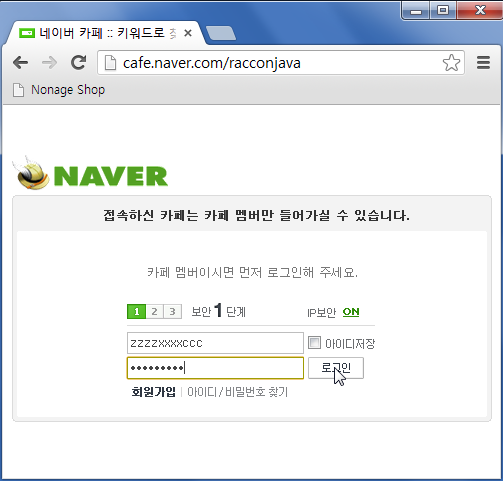 네이버 카페 :: 키워드로
cafe.naver.com/racconjava
Nonage Shop
NAVER
접속하신 카페는 카페 멤버만 들어가실 수 있습니다.
카페 멤버이시면 먼저 로그인해 주세요.
1 2 3 보안 1 단계 IP보안 ON
zzzzxxxxccc 아이디저장
••••••••• 로그인
회원가입 | 아이디/비밀번호 찾기